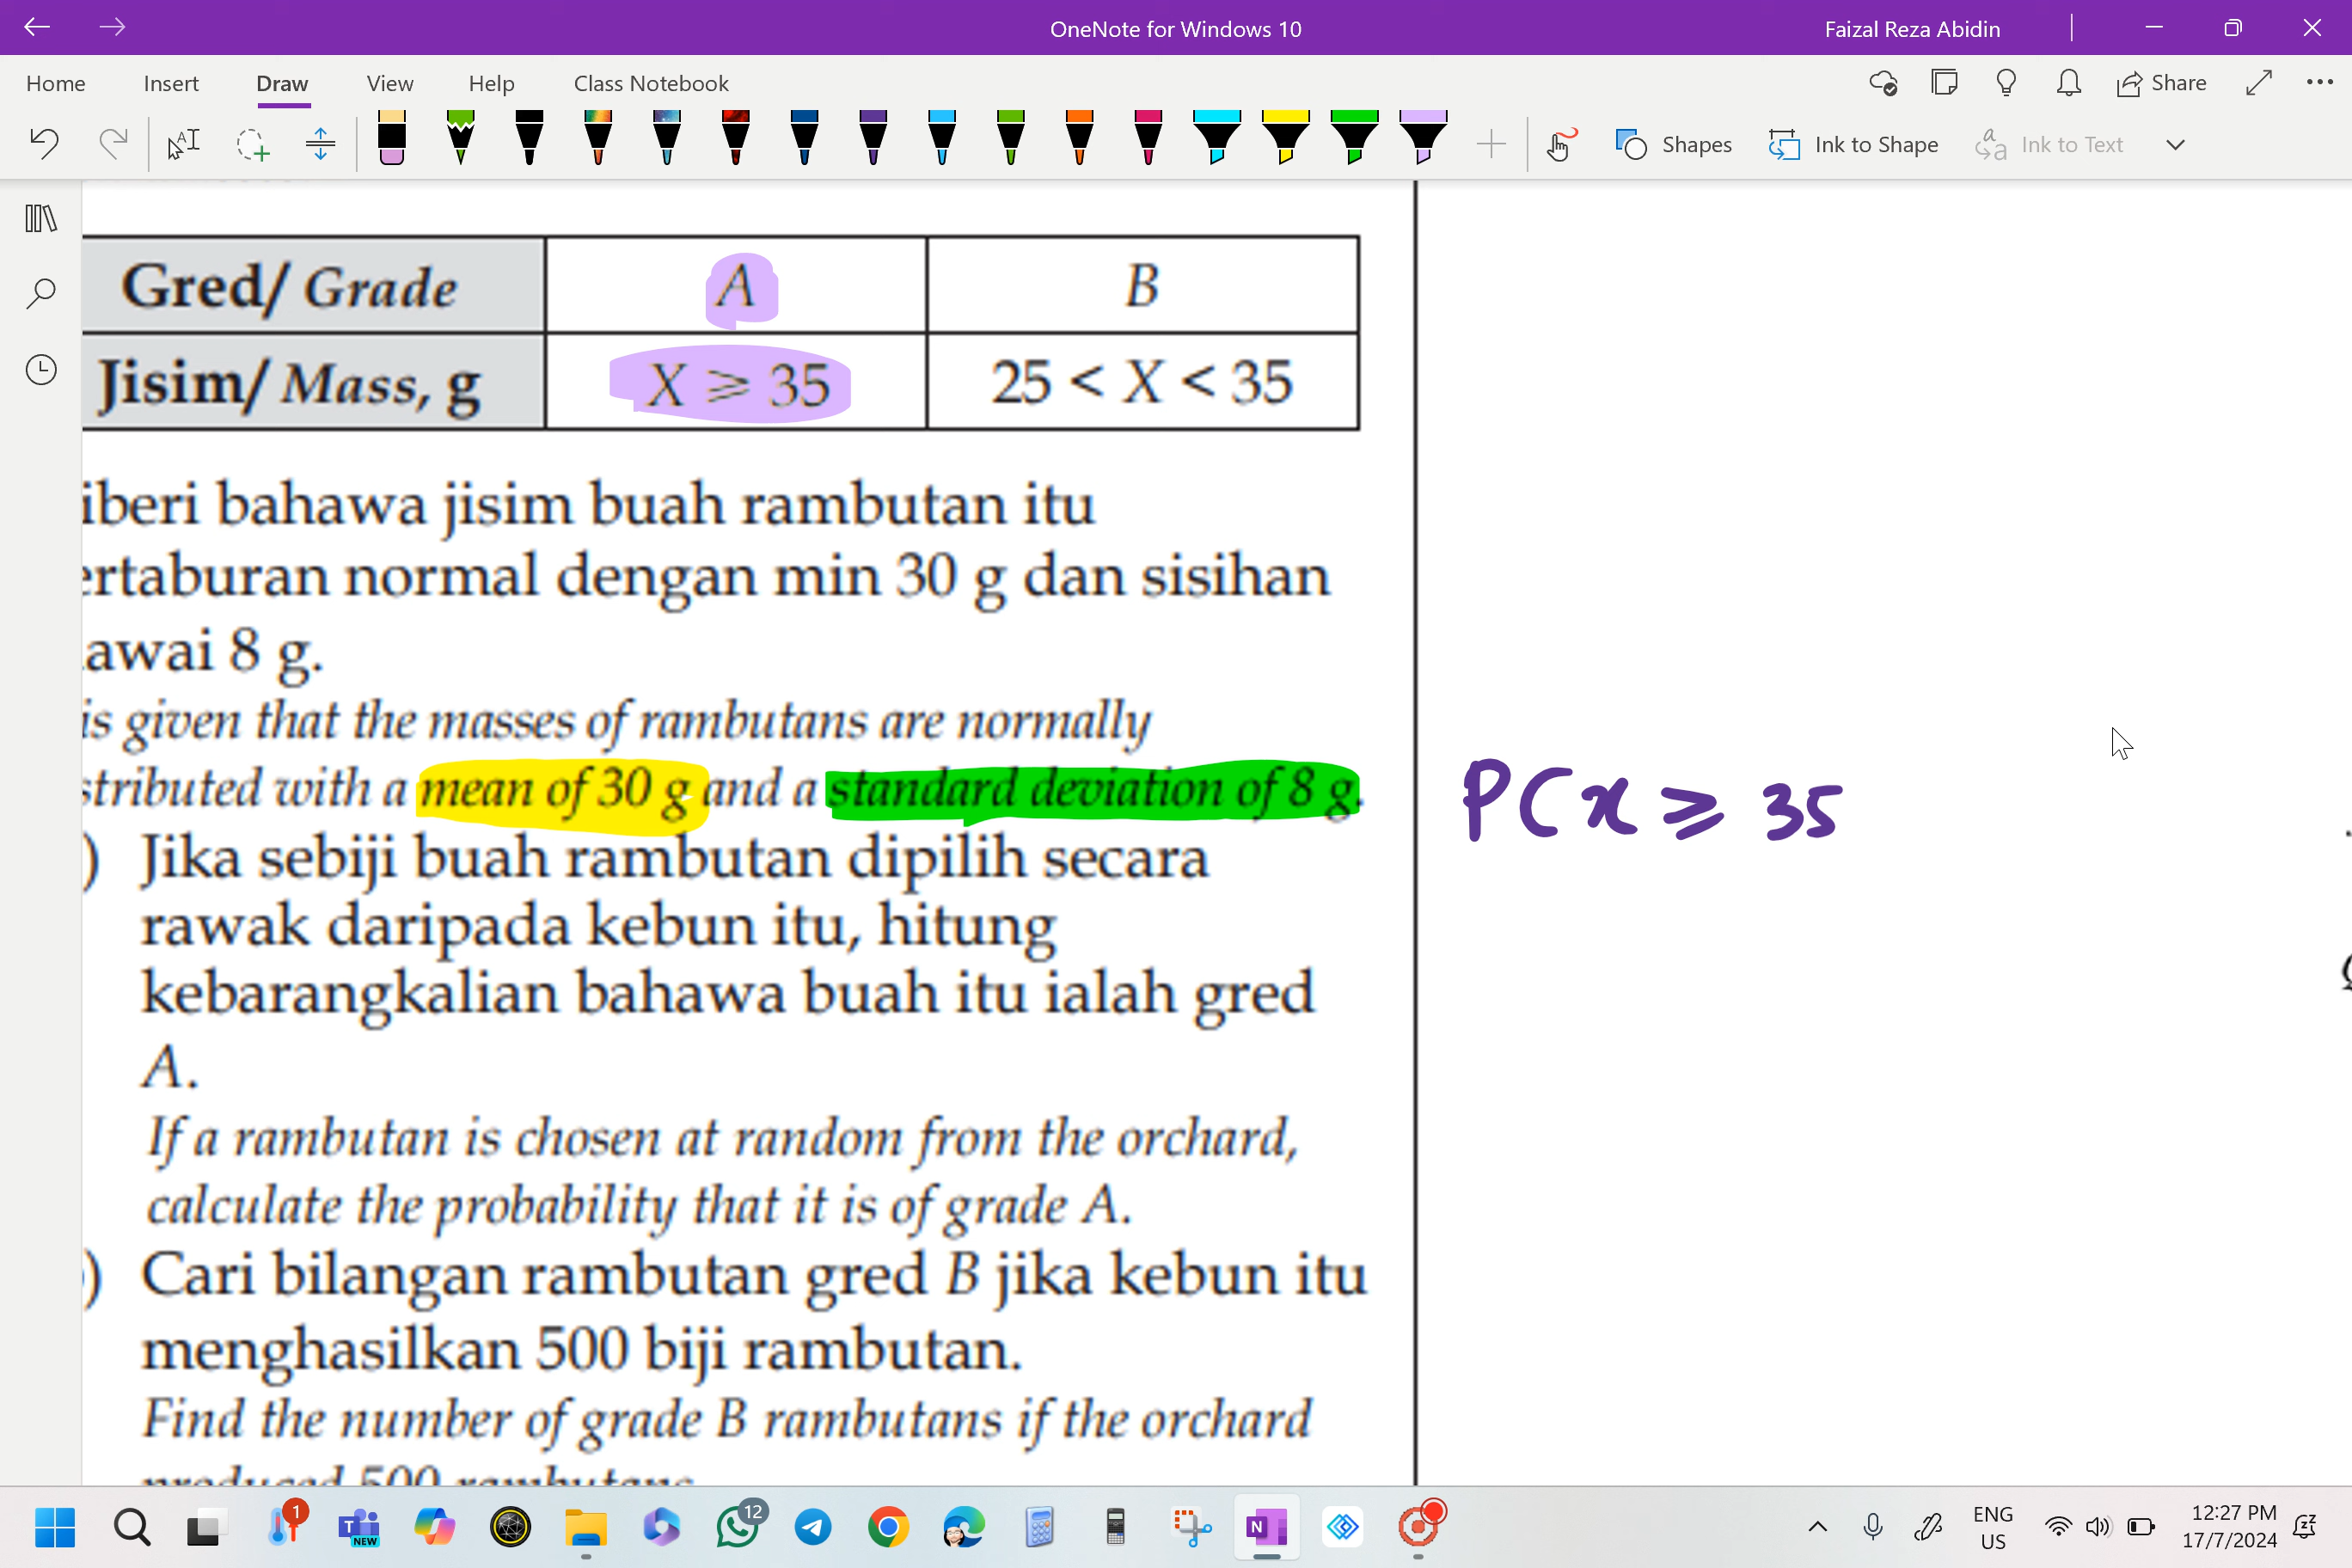 OneNote for Windows 10
Faizal Reza Abidin
Home Insert Draw View Help Class Notebook
Share
Shapes Ink to Shape Ink to Text
Gred/ Grade A B
Jisim/ Mass, g X ⩾ 35 25 < X < 35
iberi bahawa jisim buah rambutan itu
ertaburan normal dengan min 30 g dan sisihan
awai 8 g.
is given that the masses of rambutans are normally
stributed with a mean of 30 g and a standard deviation of 8 g.
P(x ⩾ 35
) Jika sebiji buah rambutan dipilih secara
rawak daripada kebun itu, hitung
kebarangkalian bahawa buah itu ialah gred
A.
If a rambutan is chosen at random from the orchard,
calculate the probability that it is of grade A.
) Cari bilangan rambutan gred B jika kebun itu
menghasilkan 500 biji rambutan.
Find the number of grade B rambutans if the orchard
produced 500 rambutans
1
NEW
12
ENG
US
12:27 PM
17/7/2024